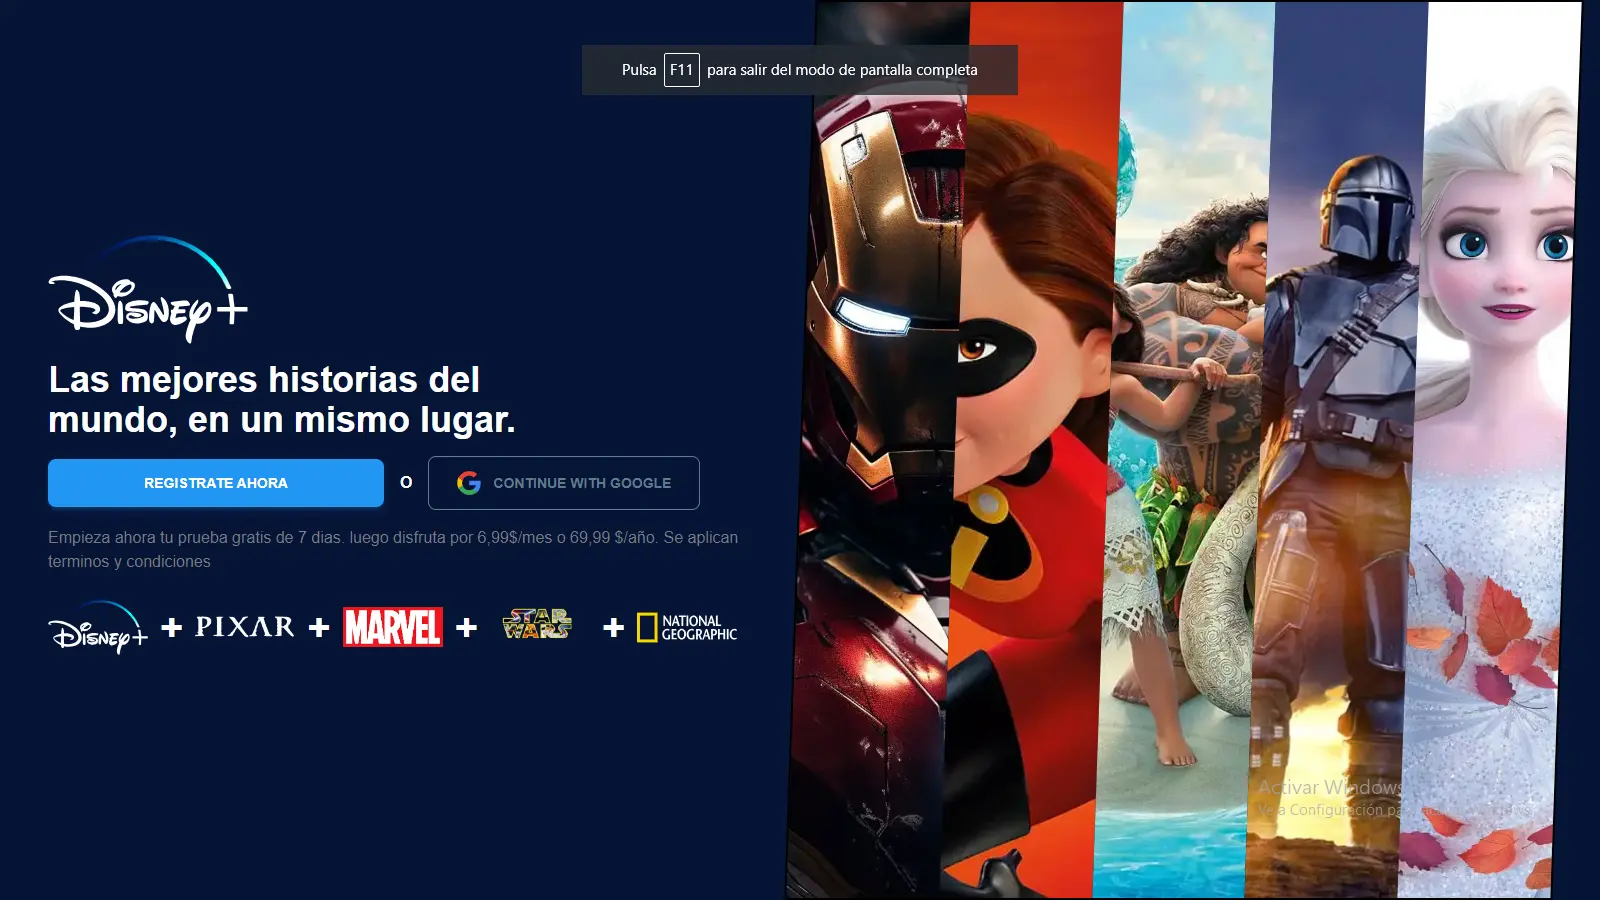 Pulsa F11 para salir del modo de pantalla completa
Disney+
Las mejores historias del
mundo, en un mismo lugar.
REGISTRATE AHORA
O
CONTINUE WITH GOOGLE
Empieza ahora tu prueba gratis de 7 dias. luego disfruta por 6,99$/mes o 69,99 $/año. Se aplican
terminos y condiciones
Disney+ + PIXAR + MARVEL + STAR WARS + NATIONAL GEOGRAPHIC
Activar Windows
Ve a Configuración